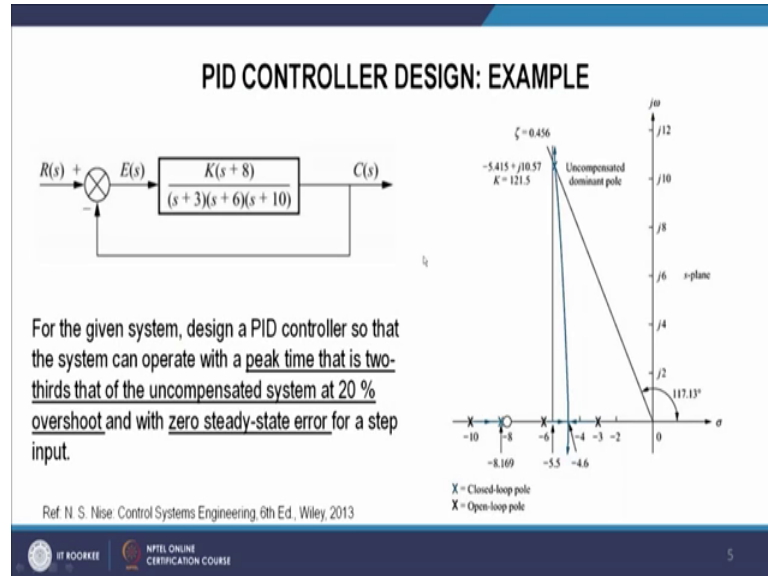 PID CONTROLLER DESIGN: EXAMPLE
R(s) + E(s) K(s + 8) C(s)
−
(s + 3)(s + 6)(s + 10)
For the given system, design a PID controller so that
the system can operate with a peak time that is two-
thirds that of the uncompensated system at 20 %
overshoot and with zero steady-state error for a step
input.
Ref: N. S. Nise: Control Systems Engineering, 6th Ed., Wiley, 2013
jω
ζ = 0.456
j12
−5.415 + j10.57
K = 121.5
Uncompensated
dominant pole
j10
j8
j6
s-plane
j4
j2
117.13°
σ
−10 −8 −6 −4 −3 −2 0
−8.169 −5.5 −4.6
X = Closed-loop pole
X = Open-loop pole
IIT ROORKEE
NPTEL ONLINE
CERTIFICATION COURSE
5